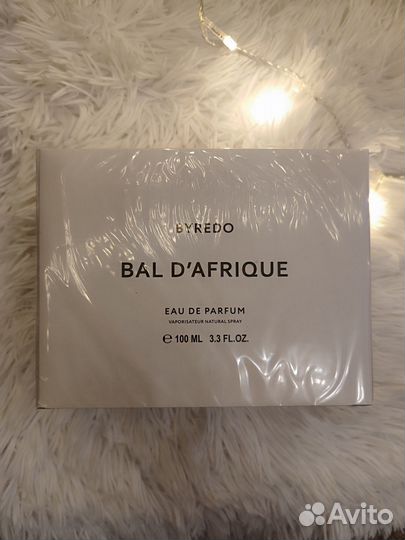 BYREDO
BAL D'AFRIQUE
EAU DE PARFUM
VAPORISATEUR NATURAL SPRAY
℮ 100 ML 3.3 FL.OZ.
Avito